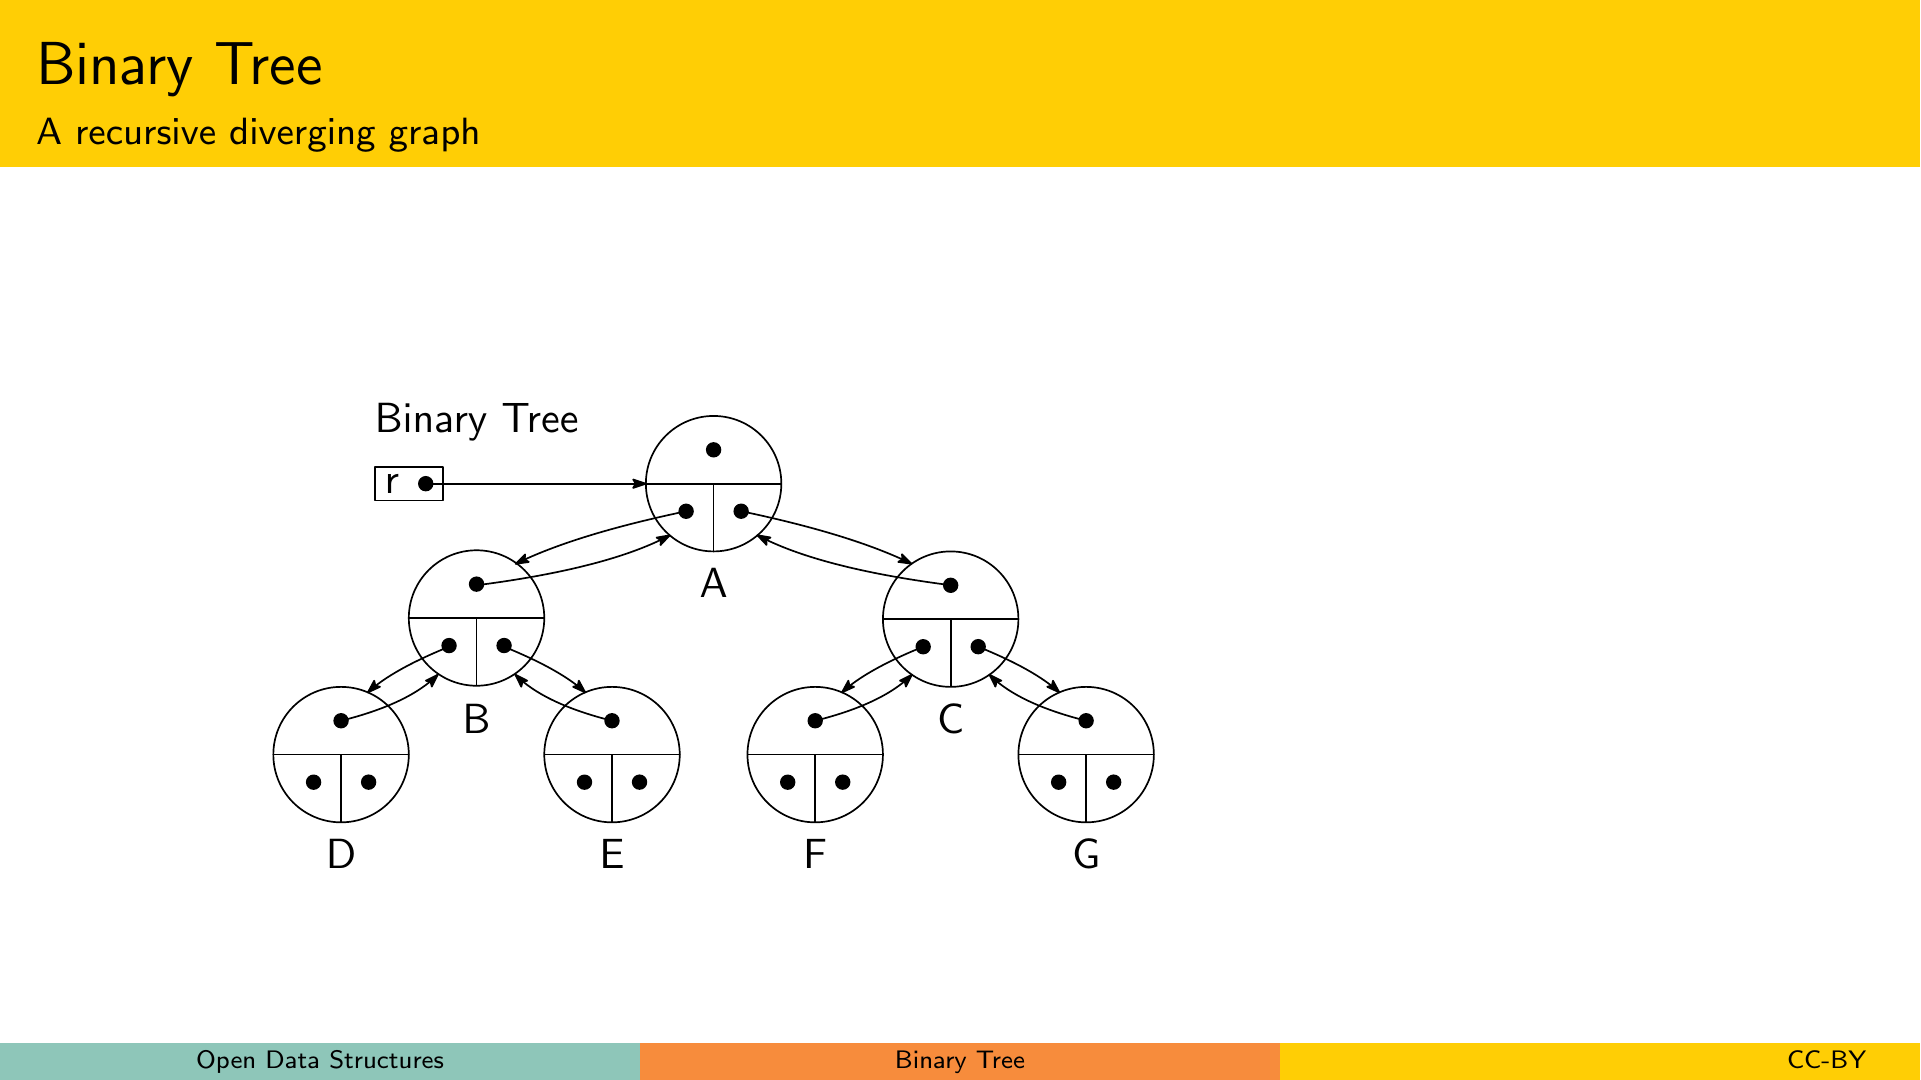 Binary Tree
A recursive diverging graph
Binary Tree
r
A
B
C
D
E
F
G
Open Data Structures
Binary Tree
CC-BY